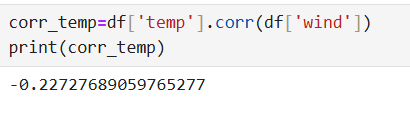 corr_temp=df['temp'].corr(df['wind'])
print(corr_temp)
-0.22727689059765277